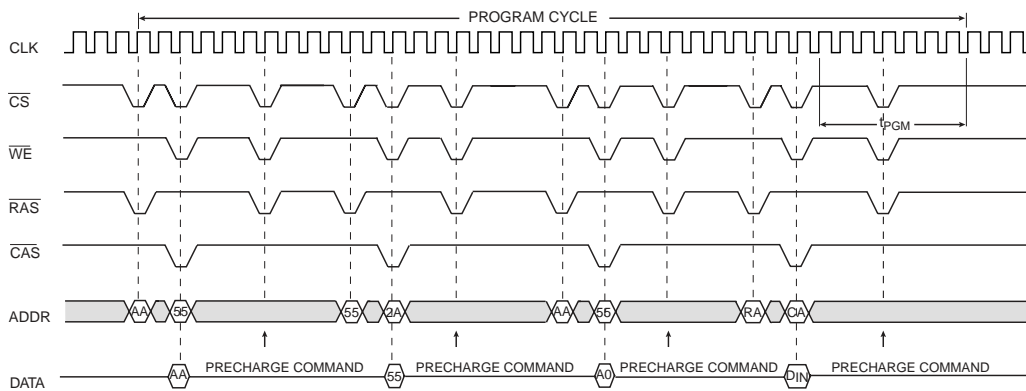 PROGRAM CYCLE
CLK
CS
tPGM
WE
RAS
CAS
ADDR AA 55 55 2A AA 55 RA CA
PRECHARGE COMMAND PRECHARGE COMMAND PRECHARGE COMMAND PRECHARGE COMMAND
DATA AA 55 A0 DIN